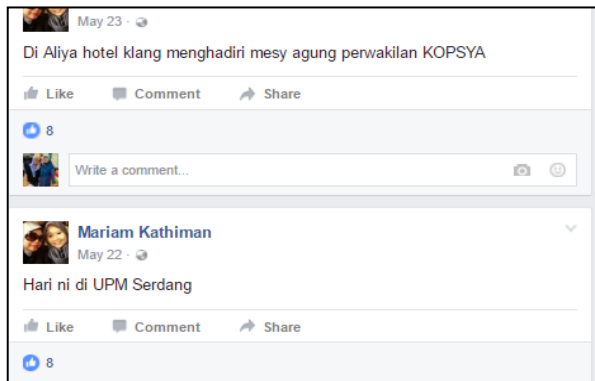 May 23 ·
Di Aliya hotel klang menghadiri mesy agung perwakilan KOPSYA
Like Comment Share
8
Write a comment...
Mariam Kathiman
May 22 ·
Hari ni di UPM Serdang
Like Comment Share
8